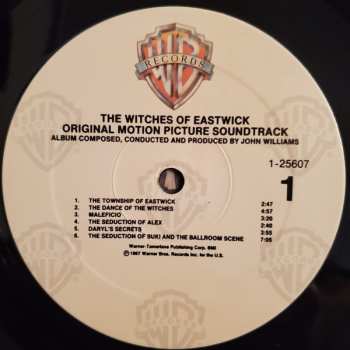 WB
RECORDS
THE WITCHES OF EASTWICK
ORIGINAL MOTION PICTURE SOUNDTRACK
ALBUM COMPOSED, CONDUCTED AND PRODUCED BY JOHN WILLIAMS
1-25607
1
1. THE TOWNSHIP OF EASTWICK 2:47
2. THE DANCE OF THE WITCHES 4:57
3. MALEFICIO 3:20
4. THE SEDUCTION OF ALEX 2:40
5. DARYL'S SECRETS 3:55
6. THE SEDUCTION OF SUKI AND THE BALLROOM SCENE 7:05
Warner-Tamerlane Publishing Corp. BMI
©1987 Warner Bros. Records Inc. for the U.S.